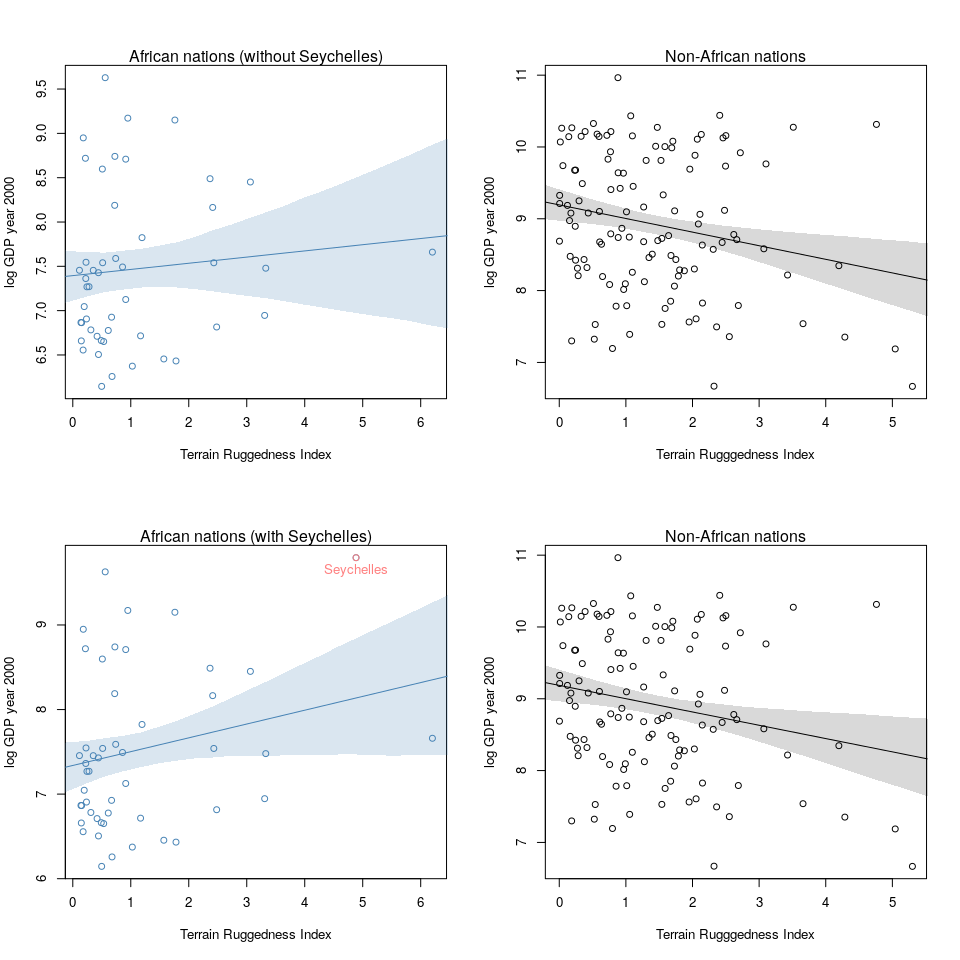 African nations (without Seychelles)
log GDP year 2000
9.5
9.0
8.5
8.0
7.5
7.0
6.5
0 1 2 3 4 5 6
Terrain Ruggedness Index
Non-African nations
log GDP year 2000
11
10
9
8
7
0 1 2 3 4 5
Terrain Rugggedness Index
African nations (with Seychelles)
Seychelles
log GDP year 2000
9
8
7
6
0 1 2 3 4 5 6
Terrain Ruggedness Index
Non-African nations
log GDP year 2000
11
10
9
8
7
0 1 2 3 4 5
Terrain Rugggedness Index